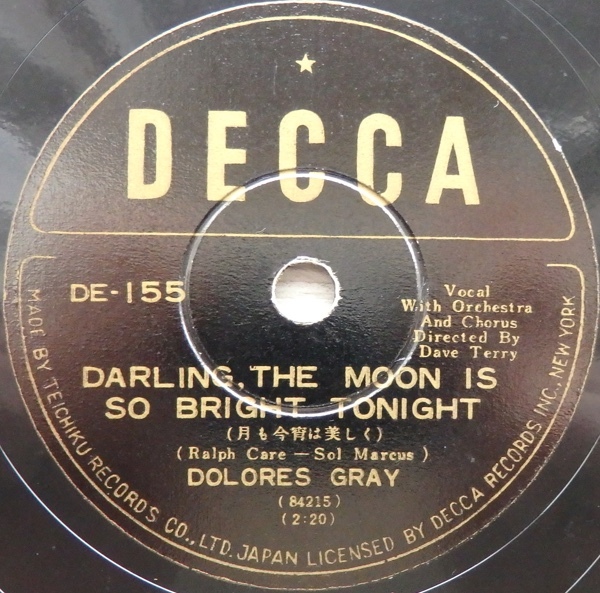 DECCA
DE-155
Vocal
With Orchestra
And Chorus
Directed By
Dave Terry
DARLING, THE MOON IS
SO BRIGHT TONIGHT
(月も今宵は美しく)
(Ralph Care — Sol Marcus)
DOLORES GRAY
(84215)
(2:20)
MADE BY TEICHIKU RECORDS CO., LTD. JAPAN LICENSED BY DECCA RECORDS INC., NEW YORK